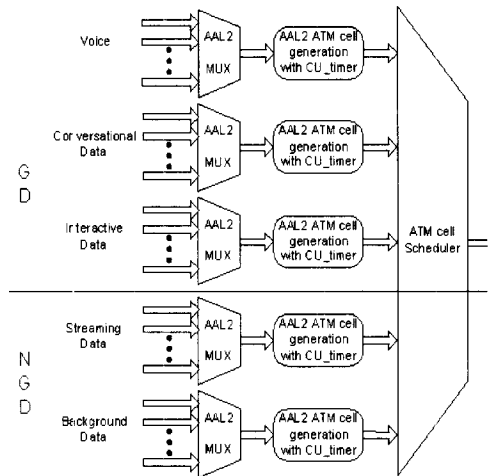 Voice
AAL2
MUX
AAL2 ATM cell
generation
with CU_timer
Conversational
Data
AAL2
MUX
AAL2 ATM cell
generation
with CU_timer
G
D
Interactive
Data
AAL2
MUX
AAL2 ATM cell
generation
with CU_timer
ATM cell
Scheduler
Streaming
Data
AAL2
MUX
AAL2 ATM cell
generation
with CU_timer
N
G
D
Background
Data
AAL2
MUX
AAL2 ATM cell
generation
with CU_timer